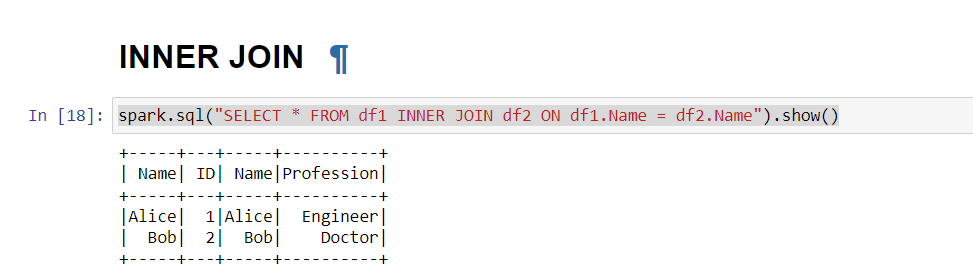 INNER JOIN ¶
In [18]: spark.sql("SELECT * FROM df1 INNER JOIN df2 ON df1.Name = df2.Name").show()
+-----+---+-----+----------+
| Name| ID| Name|Profession|
+-----+---+-----+----------+
|Alice|  1|Alice|  Engineer|
|  Bob|  2|  Bob|    Doctor|
+-----+---+-----+----------+